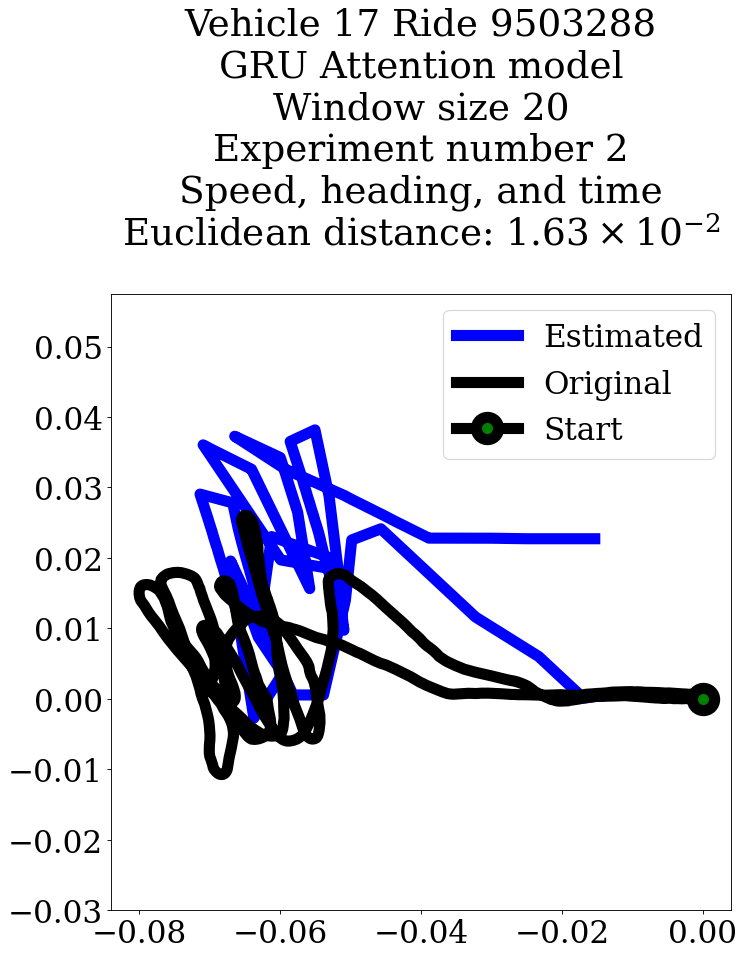 Vehicle 17 Ride 9503288
GRU Attention model
Window size 20
Experiment number 2
Speed, heading, and time
Euclidean distance: 1.63 × 10⁻²
Estimated
Original
Start
0.05
0.04
0.03
0.02
0.01
0.00
−0.01
−0.02
−0.03
−0.08 −0.06 −0.04 −0.02 0.00